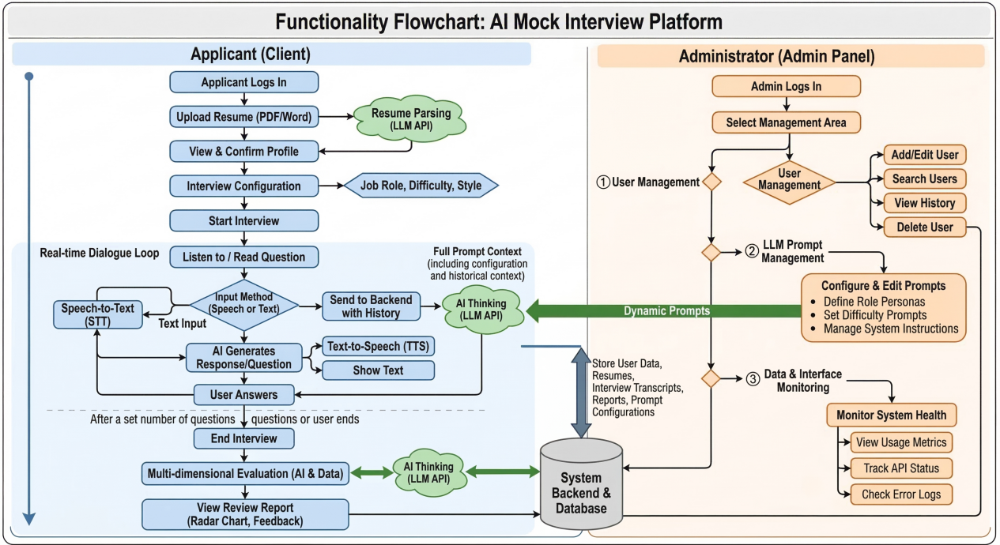 Functionality Flowchart: AI Mock Interview Platform
Applicant (Client)
Applicant Logs In
Upload Resume (PDF/Word)
Resume Parsing
(LLM API)
View & Confirm Profile
Interview Configuration
Job Role, Difficulty, Style
Start Interview
Real-time Dialogue Loop
Listen to / Read Question
Full Prompt Context
(including configuration
and historical context)
Input Method
(Speech or Text)
Speech-to-Text
(STT)
Text Input
Send to Backend
with History
AI Thinking
(LLM API)
AI Generates
Response/Question
Text-to-Speech (TTS)
Show Text
User Answers
After a set number of questions
questions or user ends
End Interview
Multi-dimensional Evaluation (AI & Data)
AI Thinking
(LLM API)
View Review Report
(Radar Chart, Feedback)
Store User Data,
Resumes,
Interview Transcripts,
Reports, Prompt
Configurations
System
Backend &
Database
Administrator (Admin Panel)
Admin Logs In
Select Management Area
① User Management
User
Management
Add/Edit User
Search Users
View History
Delete User
② LLM Prompt
Management
Configure & Edit Prompts
• Define Role Personas
• Set Difficulty Prompts
• Manage System Instructions
Dynamic Prompts
③ Data & Interface
Monitoring
Monitor System Health
View Usage Metrics
Track API Status
Check Error Logs